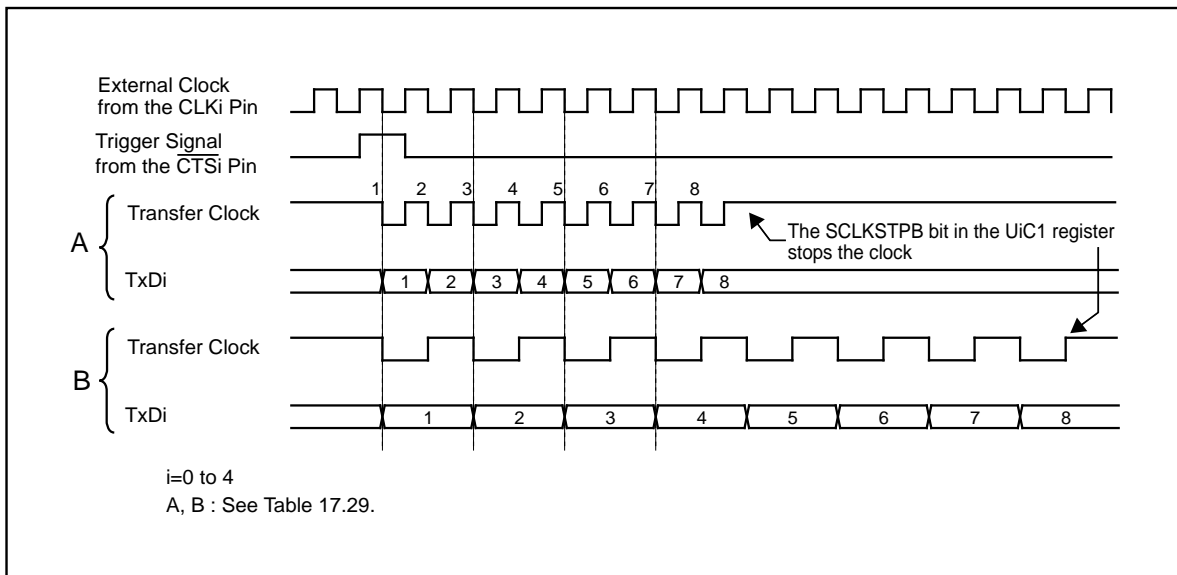 External Clock
from the CLKi Pin
Trigger Signal
from the CTSi Pin
1 2 3 4 5 6 7 8
Transfer Clock
The SCLKSTPB bit in the UiC1 register
stops the clock
A
TxDi
1 2 3 4 5 6 7 8
Transfer Clock
B
TxDi
1 2 3 4 5 6 7 8
i=0 to 4
A, B : See Table 17.29.